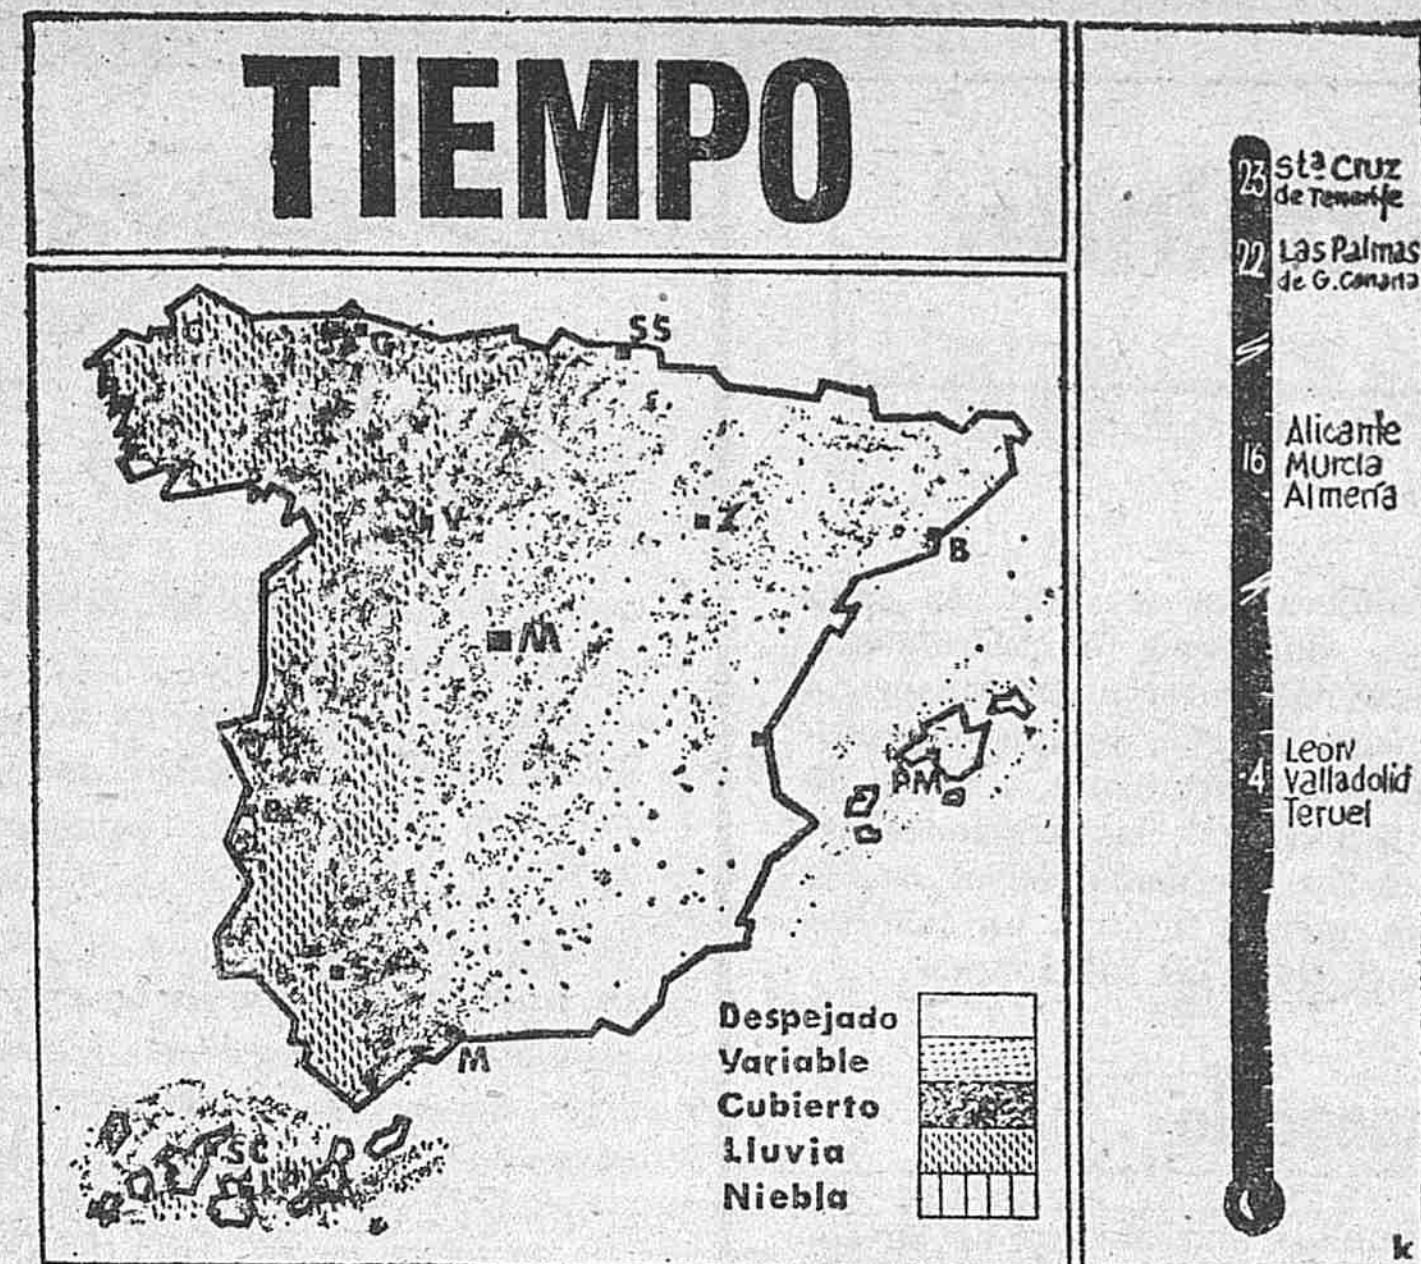 TIEMPO
SS
G
V
Z
B
M
PM
S
M
SC
Despejado
Variable
Cubierto
Lluvia
Niebla
23 Stª Cruz
de Tenerife
22 Las Palmas
de G. Canaria
Alicante
16 Murcia
Almería
León
-4 Valladolid
Teruel
k